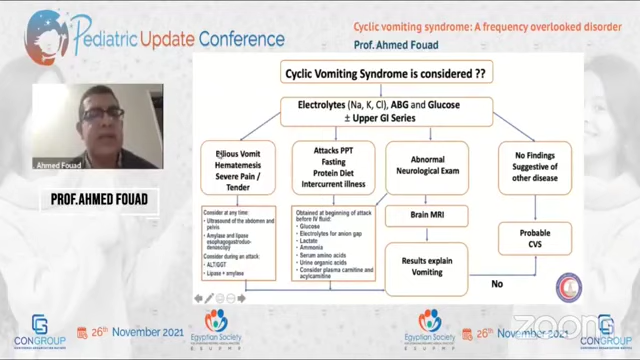 Pediatric Update Conference
Cyclic vomiting syndrome: A frequency overlooked disorder
Prof. Ahmed Fouad
Ahmed Fouad
PROF.AHMED FOUAD
Cyclic Vomiting Syndrome is considered ??
Electrolytes (Na, K, Cl), ABG and Glucose
± Upper GI Series
Bilious Vomit
Hematemesis
Severe Pain /
Tender
Attacks PPT
Fasting
Protein Diet
Intercurrent illness
Abnormal
Neurological Exam
No Findings
Suggestive of
other disease
Consider at any time:
• Ultrasound of the abdomen and
pelvis
• Amylase and lipase
esophagogastroduo-
denoscopy
Consider during an attack:
• ALT/GGT
• Lipase + amylase
Obtained at beginning of attack
before IV fluid:
• Glucose
• Electrolytes for anion gap
• Lactate
• Ammonia
• Serum amino acids
• Urine organic acids
• Consider plasma carnitine and
acylcarnitine
Brain MRI
Results explain
Vomiting
No
Probable
CVS
zoom
CONGROUP
26th November 2021
Egyptian Society
E S U P M P
26th November 2021
Egyptian Society
E S U P M P
26th November 2021
CONGROUP